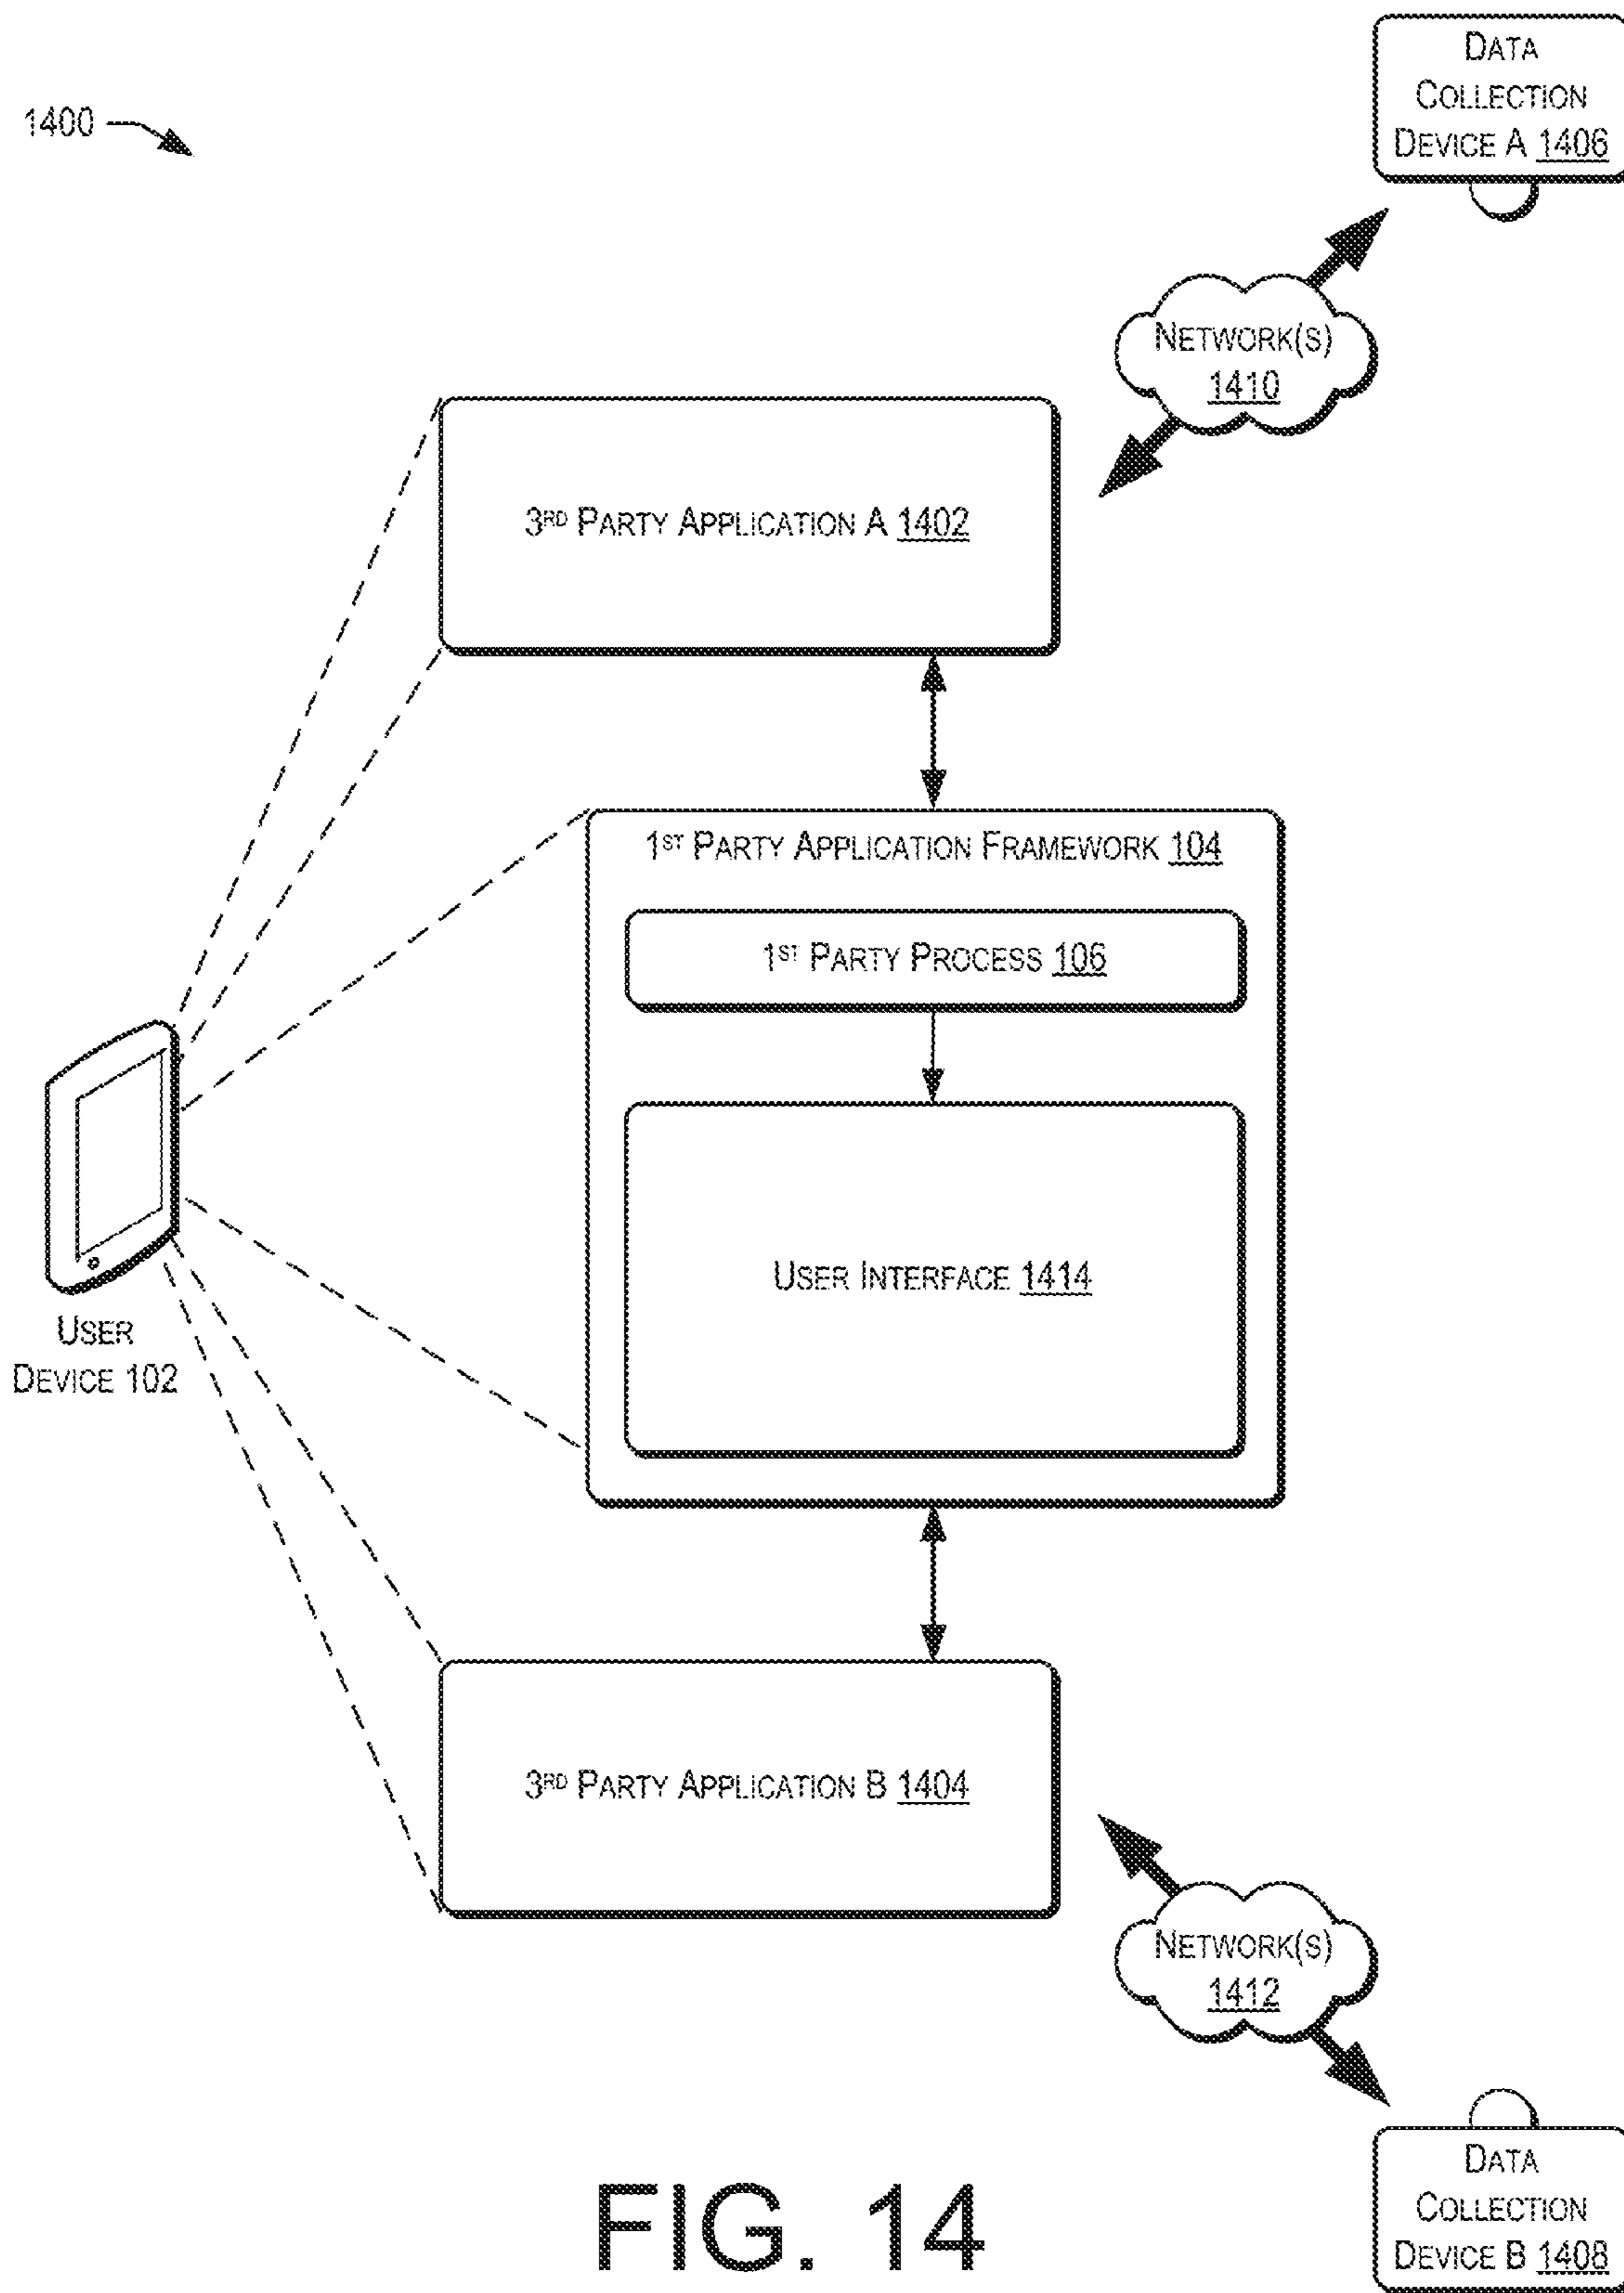 DATA
COLLECTION
DEVICE A 1406
1400
NETWORK(S)
1410
3RD PARTY APPLICATION A 1402
1ST PARTY APPLICATION FRAMEWORK 104
1ST PARTY PROCESS 106
USER INTERFACE 1414
USER
DEVICE 102
3RD PARTY APPLICATION B 1404
NETWORK(S)
1412
DATA
COLLECTION
DEVICE B 1408
FIG. 14